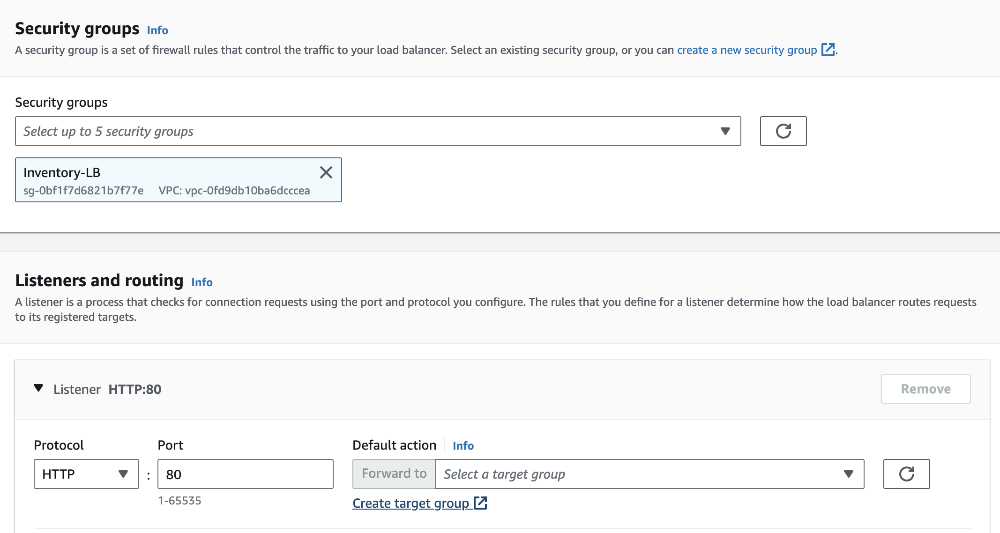 Security groups Info
A security group is a set of firewall rules that control the traffic to your load balancer. Select an existing security group, or you can create a new security group .
Security groups
Select up to 5 security groups
Inventory-LB
sg-0bf1f7d6821b7f77e VPC: vpc-0fd9db10ba6dcccea
Listeners and routing Info
A listener is a process that checks for connection requests using the port and protocol you configure. The rules that you define for a listener determine how the load balancer routes requests
to its registered targets.
Listener HTTP:80 Remove
Protocol Port Default action Info
HTTP : 80 Forward to Select a target group
1-65535 Create target group